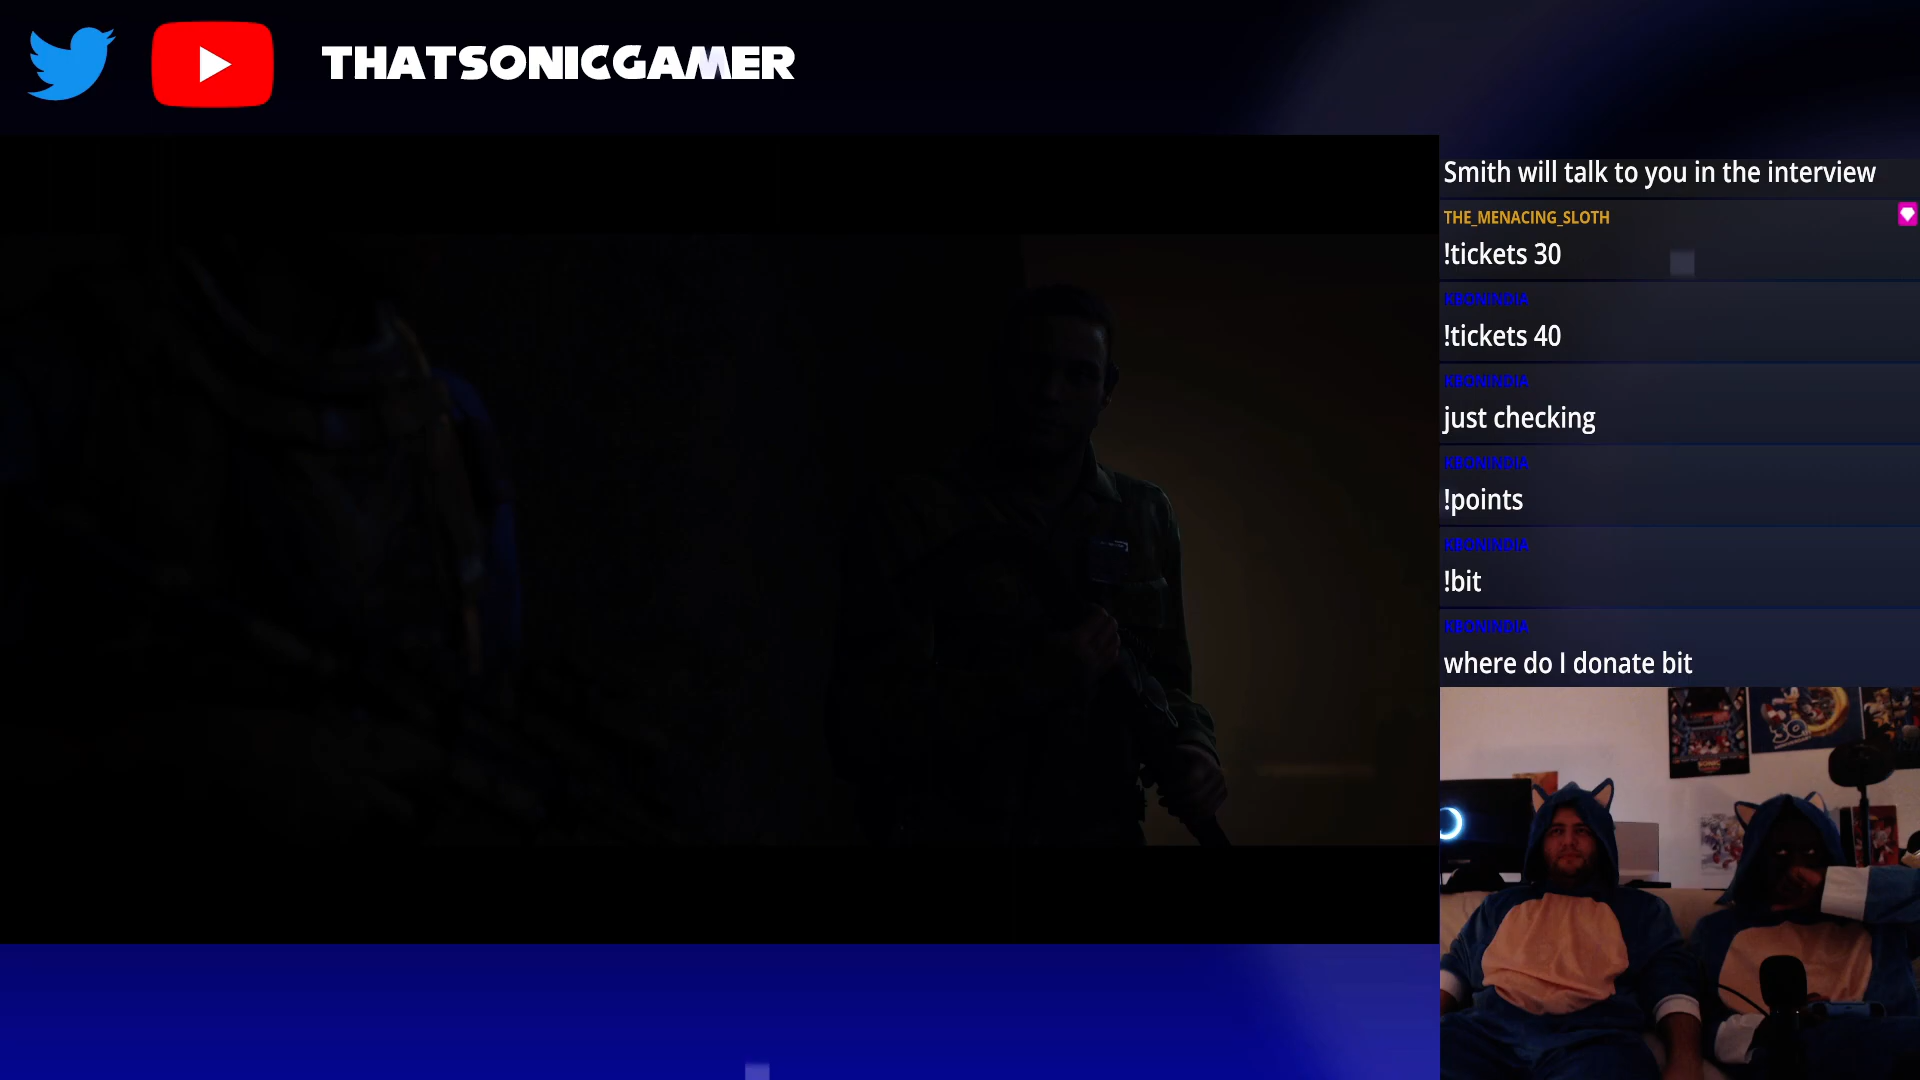 THATSONICGAMER
Smith will talk to you in the interview
THE_MENACING_SLOTH
!tickets 30
KBONINDIA
!tickets 40
KBONINDIA
just checking
KBONINDIA
!points
KBONINDIA
!bit
KBONINDIA
where do I donate bit